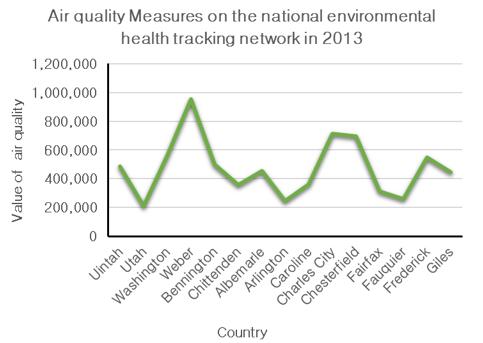 Air quality Measures on the national environmental
health tracking network in 2013
Value of air quality
1,200,000
1,000,000
800,000
600,000
400,000
200,000
0
Uintah
Utah
Washington
Weber
Bennington
Chittenden
Albemarle
Arlington
Caroline
Charles City
Chesterfield
Fairfax
Fauquier
Frederick
Giles
Country